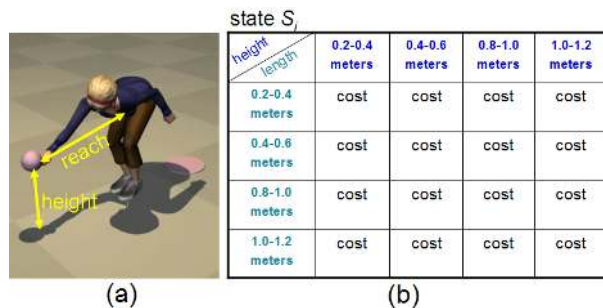 state Sᵢ
reach
height
height
length
0.2-0.4 meters
0.4-0.6 meters
0.8-1.0 meters
1.0-1.2 meters
0.2-0.4 meters
cost cost cost cost
0.4-0.6 meters
cost cost cost cost
0.8-1.0 meters
cost cost cost cost
1.0-1.2 meters
cost cost cost cost
(a)
(b)